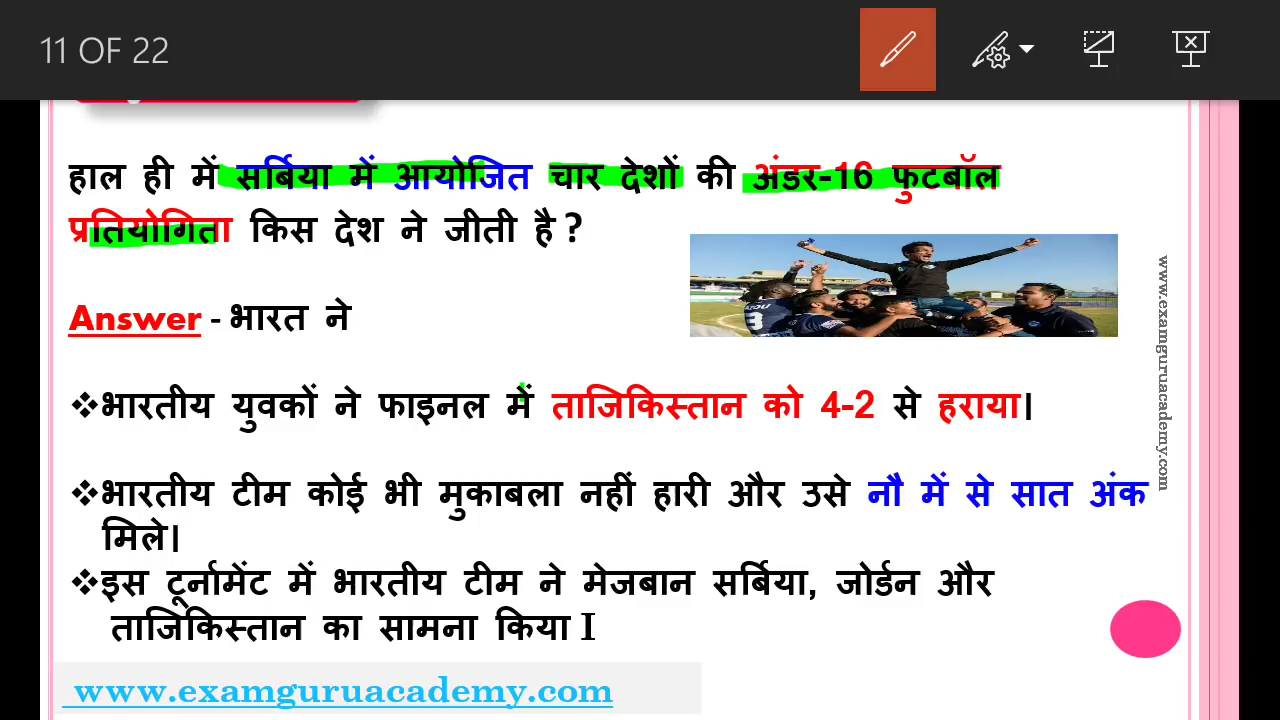 11 OF 22
हाल ही में सर्बिया में आयोजित चार देशों की अंडर-16 फुटबॉल
प्रतियोगिता किस देश ने जीती है ?
Answer - भारत ने
❖भारतीय युवकों ने फाइनल में ताजिकिस्तान को 4-2 से हराया।
❖भारतीय टीम कोई भी मुकाबला नहीं हारी और उसे नौ में से सात अंक
मिले।
❖इस टूर्नामेंट में भारतीय टीम ने मेजबान सर्बिया, जोर्डन और
ताजिकिस्तान का सामना किया I
www.examguruacademy.com
www.examguruacademy.com